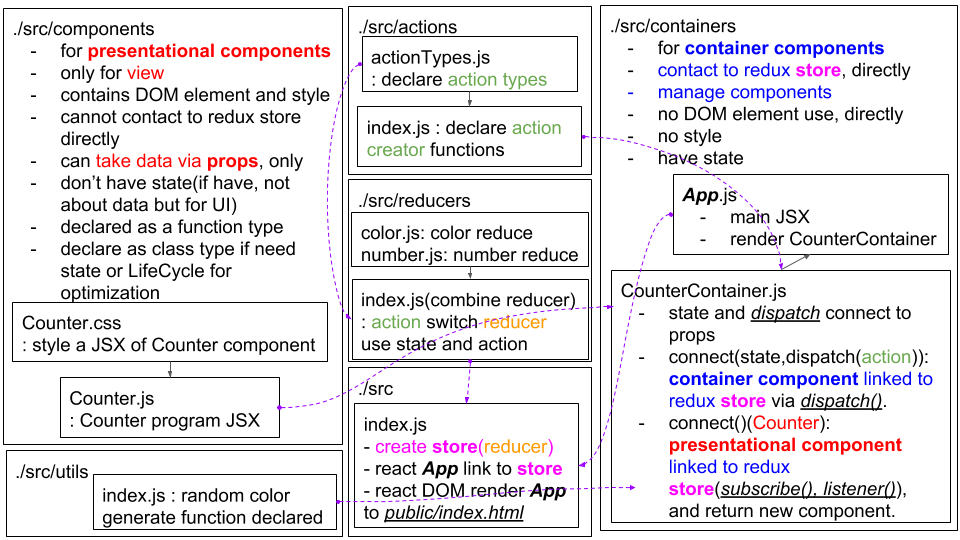 ./src/components
- for presentational components
- only for view
- contains DOM element and style
- cannot contact to redux store
directly
- can take data via props, only
- don't have state(if have, not
about data but for UI)
- declared as a function type
- declare as class type if need
state or LifeCycle for
optimization
Counter.css
: style a JSX of Counter component
Counter.js
: Counter program JSX
./src/utils
index.js : random color
generate function declared
./src/actions
actionTypes.js
: declare action types
index.js : declare action
creator functions
./src/reducers
color.js: color reduce
number.js: number reduce
index.js(combine reducer)
: action switch reducer
use state and action
./src
index.js
- create store(reducer)
- react App link to store
- react DOM render App
to public/index.html
./src/containers
- for container components
- contact to redux store, directly
- manage components
- no DOM element use, directly
- no style
- have state
App.js
- main JSX
- render CounterContainer
CounterContainer.js
- state and dispatch connect to
props
- connect(state,dispatch(action)):
container component linked to
redux store via dispatch().
- connect()(Counter):
presentational component
linked to redux
store(subscribe(), listener()),
and return new component.